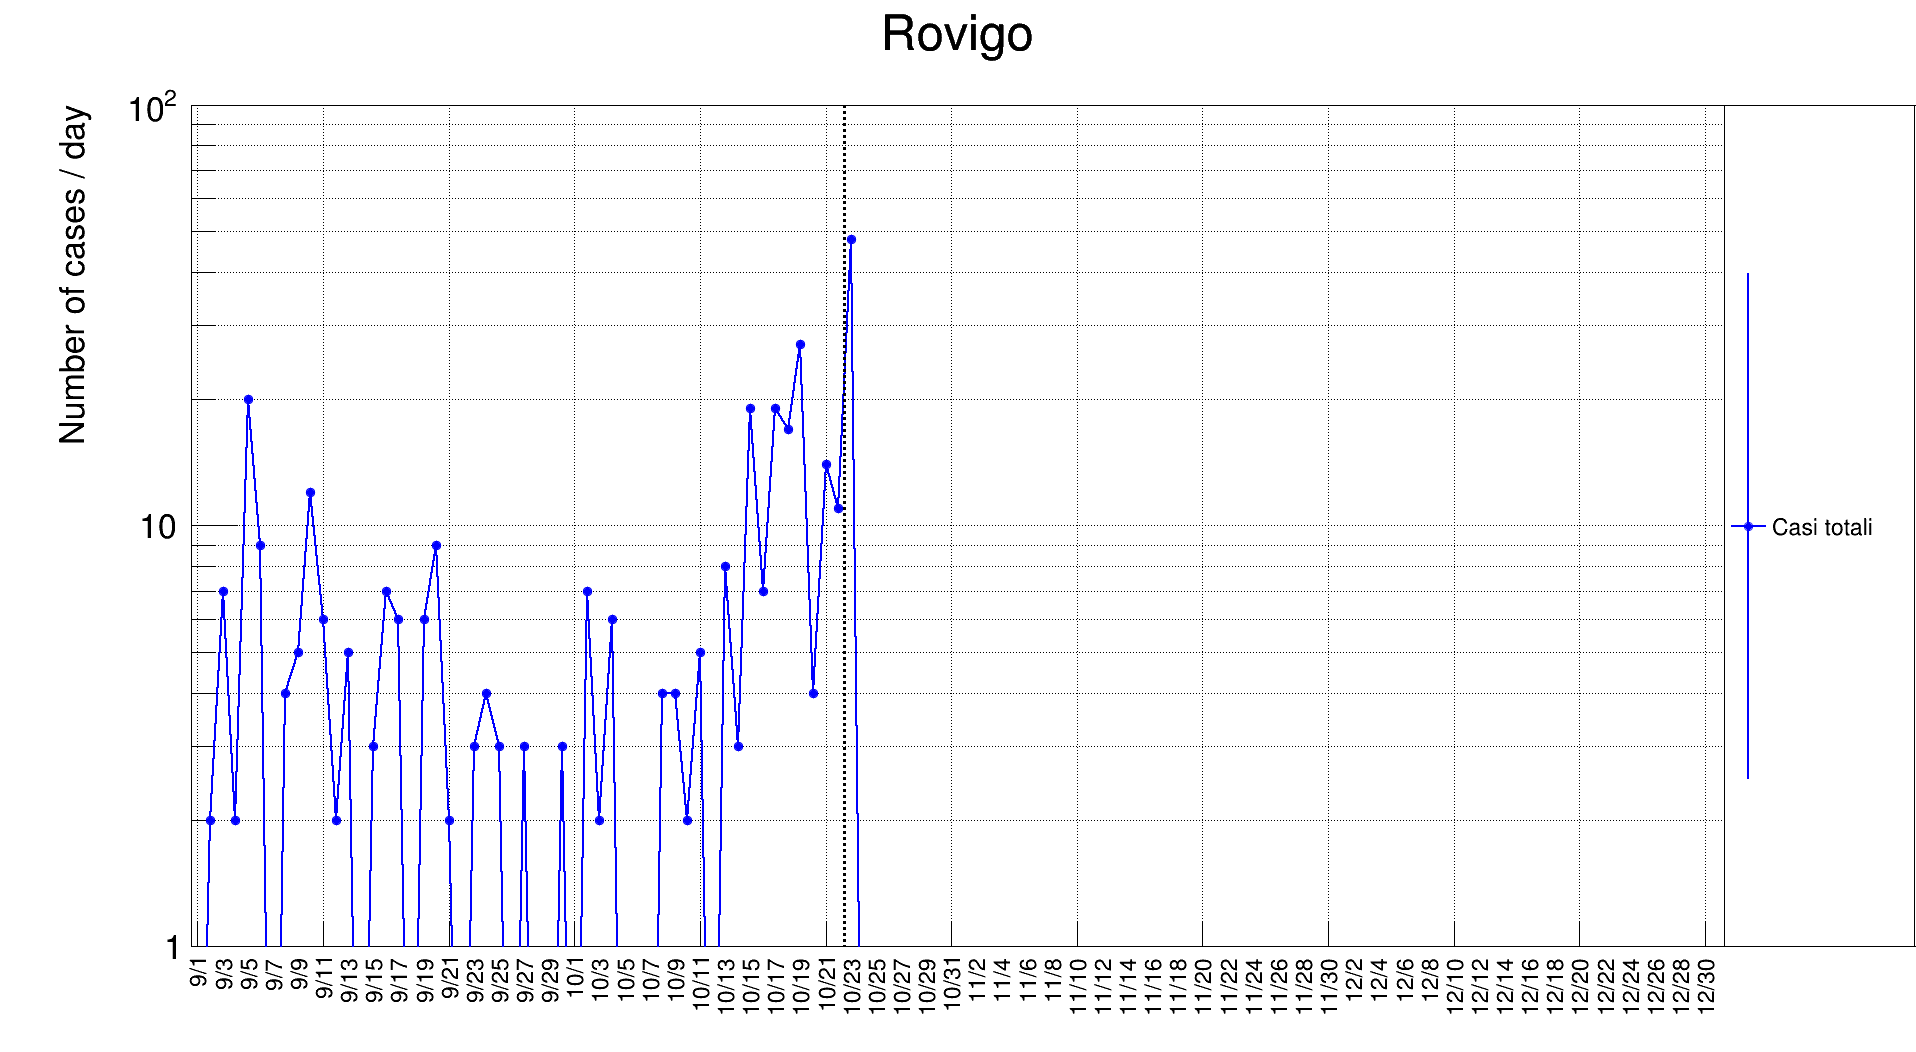 Rovigo
Number of cases / day
10²
10
1
9/1 9/3 9/5 9/7 9/9 9/11 9/13 9/15 9/17 9/19 9/21 9/23 9/25 9/27 9/29 10/1 10/3 10/5 10/7 10/9 10/11 10/13 10/15 10/17 10/19 10/21 10/23 10/25 10/27 10/29 10/31 11/2 11/4 11/6 11/8 11/10 11/12 11/14 11/16 11/18 11/20 11/22 11/24 11/26 11/28 11/30 12/2 12/4 12/6 12/8 12/10 12/12 12/14 12/16 12/18 12/20 12/22 12/24 12/26 12/28 12/30
Casi totali